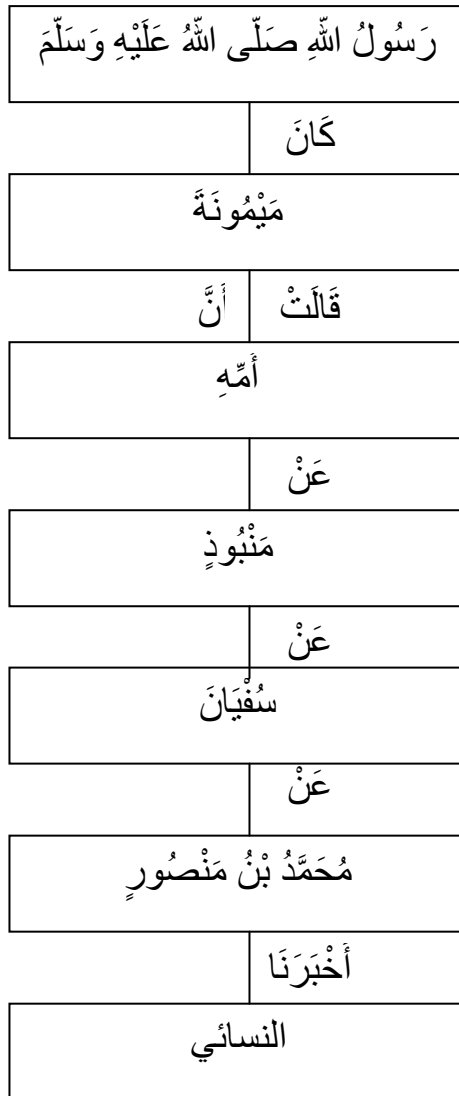 رَسُولُ اللَّهِ صَلَّى اللَّهُ عَلَيْهِ وَسَلَّمَ
كَانَ
مَيْمُونَةَ
قَالَتْ أَنَّ
أُمِّهِ
عَنْ
مَنْبُوذٍ
عَنْ
سُفْيَانَ
عَنْ
مُحَمَّدُ بْنُ مَنْصُورٍ
أَخْبَرَنَا
النسائي